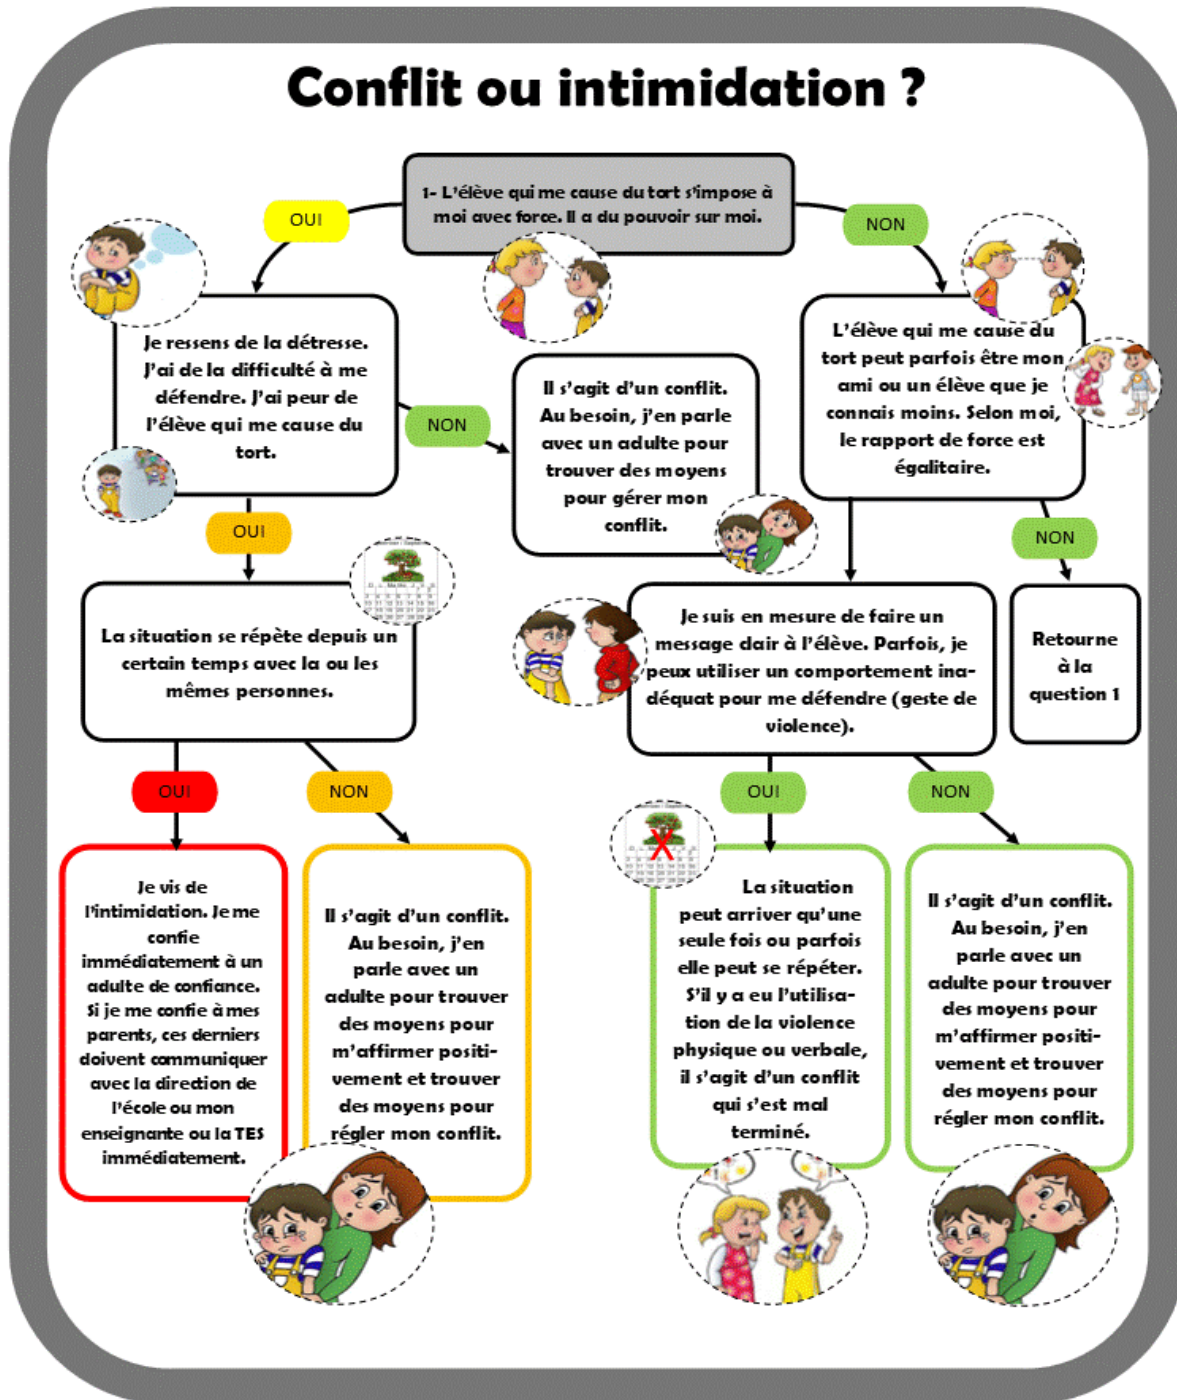 Conflit ou intimidation ?
1- L'élève qui me cause du tort s'impose à
moi avec force. Il a du pouvoir sur moi.
OUI
NON
Je ressens de la détresse.
J'ai de la difficulté à me
défendre. J'ai peur de
l'élève qui me cause du
tort.
NON
Il s'agit d'un conflit.
Au besoin, j'en parle
avec un adulte pour
trouver des moyens
pour gérer mon
conflit.
L'élève qui me cause du
tort peut parfois être mon
ami ou un élève que je
connais moins. Selon moi,
le rapport de force est
égalitaire.
OUI
NON
La situation se répète depuis un
certain temps avec la ou les
mêmes personnes.
Je suis en mesure de faire un
message clair à l'élève. Parfois, je
peux utiliser un comportement ina-
déquat pour me défendre (geste de
violence).
Retourne
à la
question 1
OUI
NON
OUI
NON
Je vis de
l'intimidation. Je me
confie
immédiatement à un
adulte de confiance.
Si je me confie à mes
parents, ces derniers
doivent communiquer
avec la direction de
l'école ou mon
enseignante ou la TES
immédiatement.
Il s'agit d'un conflit.
Au besoin, j'en
parle avec un
adulte pour trouver
des moyens pour
m'affirmer positi-
vement et trouver
des moyens pour
régler mon conflit.
La situation
peut arriver qu'une
seule fois ou parfois
elle peut se répéter.
S'il y a eu l'utilisa-
tion de la violence
physique ou verbale,
il s'agit d'un conflit
qui s'est mal
terminé.
Il s'agit d'un conflit.
Au besoin, j'en
parle avec un
adulte pour trouver
des moyens pour
m'affirmer positi-
vement et trouver
des moyens pour
régler mon conflit.